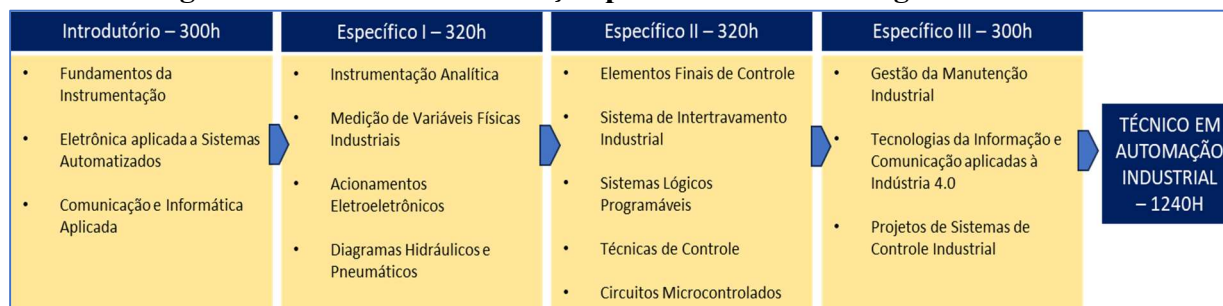 Introdutório – 300h
• Fundamentos da
Instrumentação
• Eletrônica aplicada a Sistemas
Automatizados
• Comunicação e Informática
Aplicada
Específico I – 320h
• Instrumentação Analítica
• Medição de Variáveis Físicas
Industriais
• Acionamentos
Eletroeletrônicos
• Diagramas Hidráulicos e
Pneumáticos
Específico II – 320h
• Elementos Finais de Controle
• Sistema de Intertravamento
Industrial
• Sistemas Lógicos
Programáveis
• Técnicas de Controle
• Circuitos Microcontrolados
Específico III – 300h
• Gestão da Manutenção
Industrial
• Tecnologias da Informação e
Comunicação aplicadas à
Indústria 4.0
• Projetos de Sistemas de
Controle Industrial
TÉCNICO EM
AUTOMAÇÃO
INDUSTRIAL
– 1240H